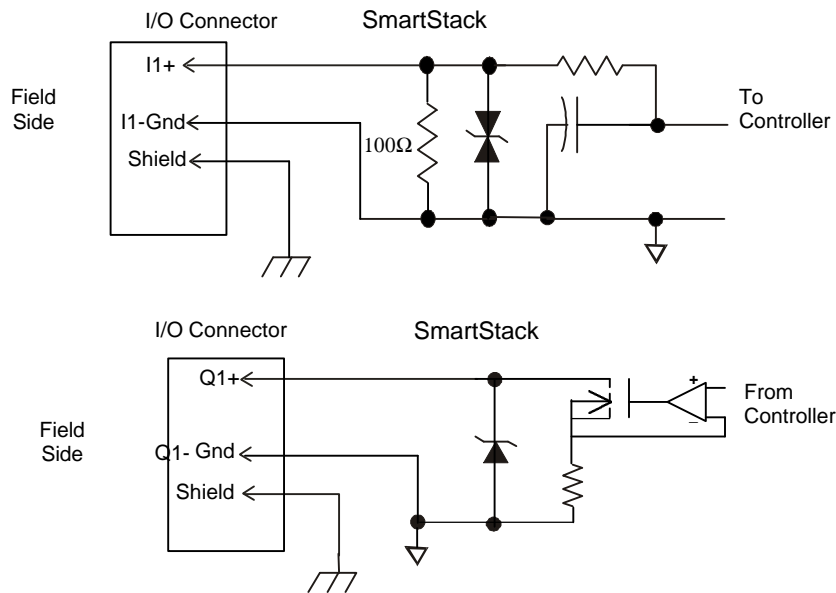 I/O Connector
SmartStack
Field
Side
I1+
I1-Gnd
Shield
100Ω
To
Controller
I/O Connector
SmartStack
Field
Side
Q1+
Q1- Gnd
Shield
+
_
From
Controller